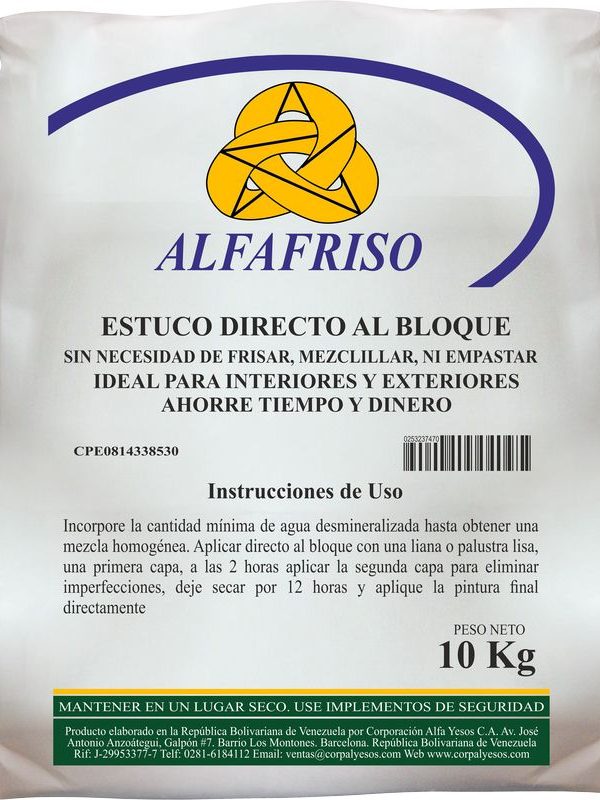 ALFAFRISO
ESTUCO DIRECTO AL BLOQUE
SIN NECESIDAD DE FRISAR, MEZCLILLAR, NI EMPASTAR
IDEAL PARA INTERIORES Y EXTERIORES
AHORRE TIEMPO Y DINERO
CPE0814338530
0253237470
Instrucciones de Uso
Incorpore la cantidad mínima de agua desmineralizada hasta obtener una
mezcla homogénea. Aplicar directo al bloque con una liana o palustra lisa,
una primera capa, a las 2 horas aplicar la segunda capa para eliminar
imperfecciones, deje secar por 12 horas y aplique la pintura final
directamente
PESO NETO
10 Kg
MANTENER EN UN LUGAR SECO. USE IMPLEMENTOS DE SEGURIDAD
Producto elaborado en la República Bolivariana de Venezuela por Corporación Alfa Yesos C.A. Av. José
Antonio Anzoátegui, Galpón #7. Barrio Los Montones. Barcelona. República Bolivariana de Venezuela
Rif: J-29953377-7 Telf: 0281-6184112 Email: ventas@corpalyesos.com Web www.corpalyesos.com